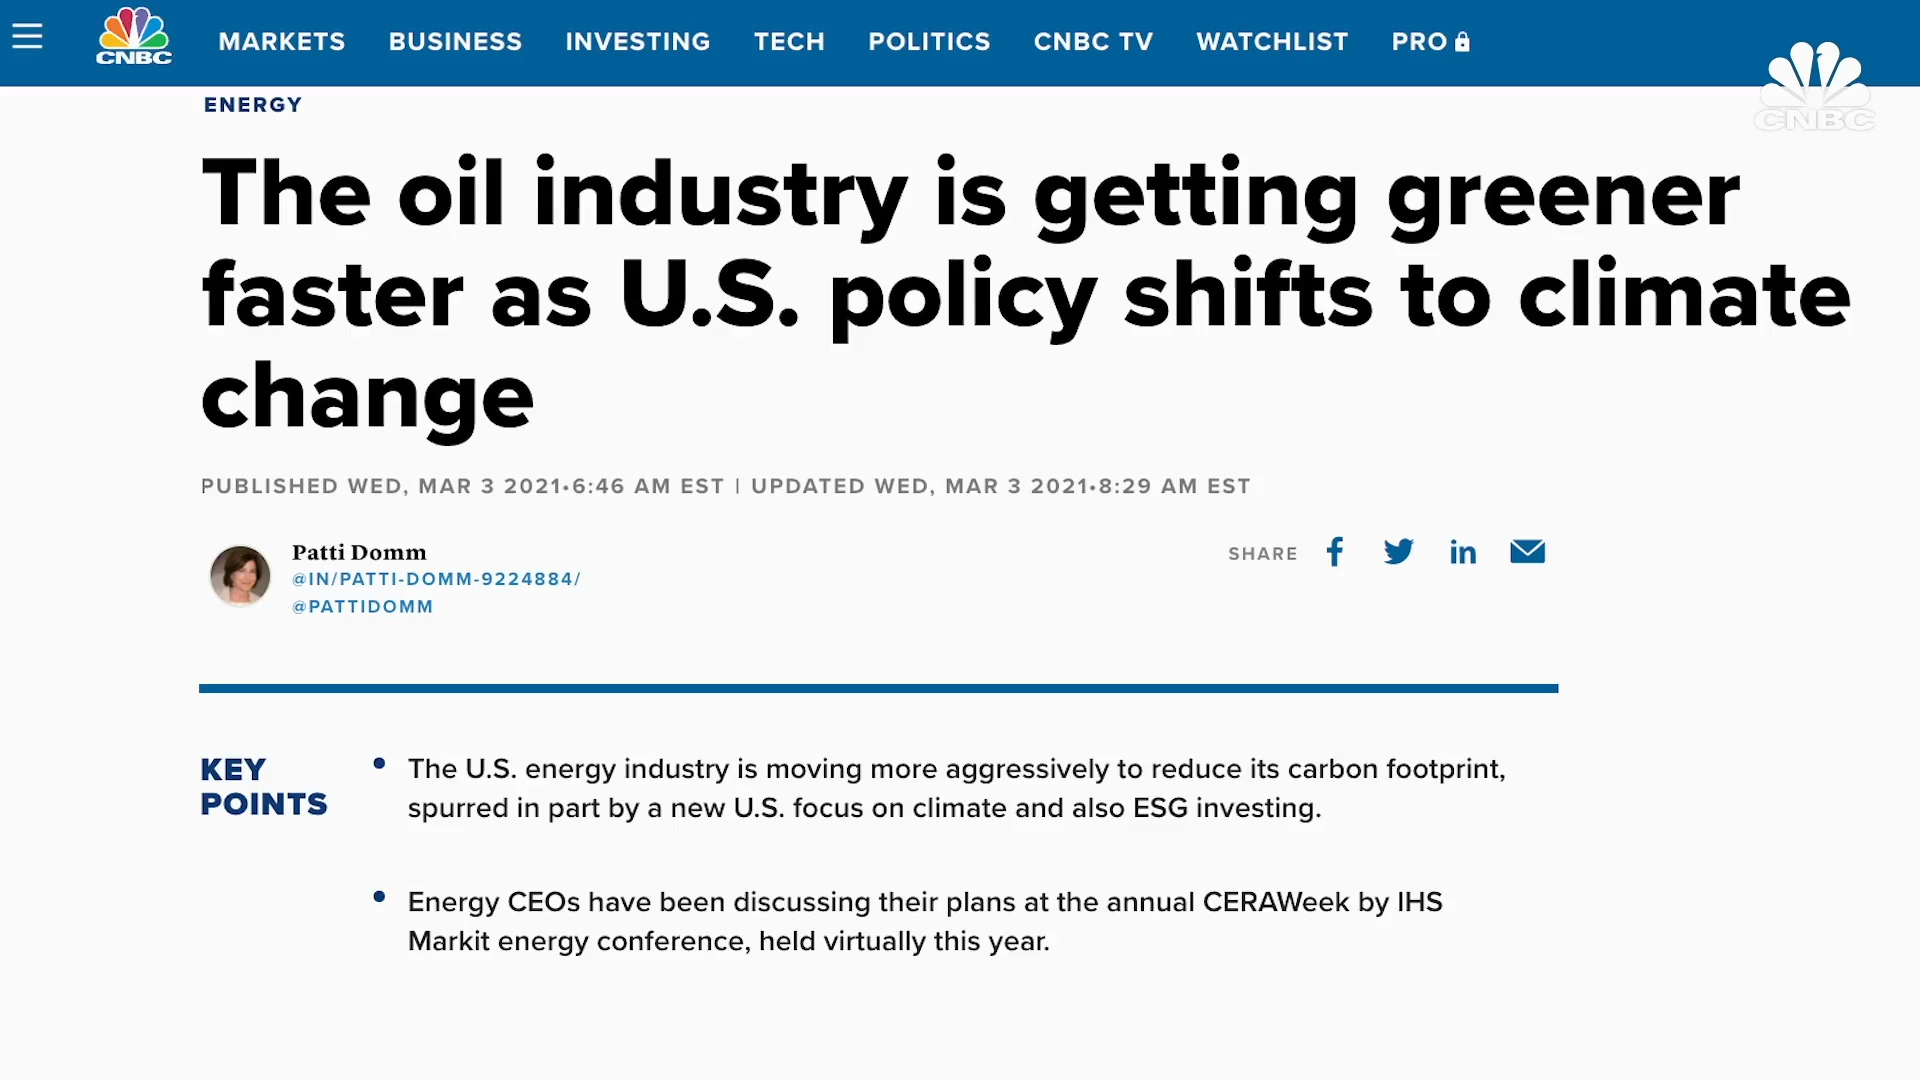 CNBC
MARKETS BUSINESS INVESTING TECH POLITICS CNBC TV WATCHLIST PRO
CNBC
ENERGY
The oil industry is getting greener
faster as U.S. policy shifts to climate
change
PUBLISHED WED, MAR 3 2021•6:46 AM EST | UPDATED WED, MAR 3 2021•8:29 AM EST
Patti Domm
@IN/PATTI-DOMM-9224884/
@PATTIDOMM
SHARE
KEY
POINTS
• The U.S. energy industry is moving more aggressively to reduce its carbon footprint,
spurred in part by a new U.S. focus on climate and also ESG investing.
• Energy CEOs have been discussing their plans at the annual CERAWeek by IHS
Markit energy conference, held virtually this year.